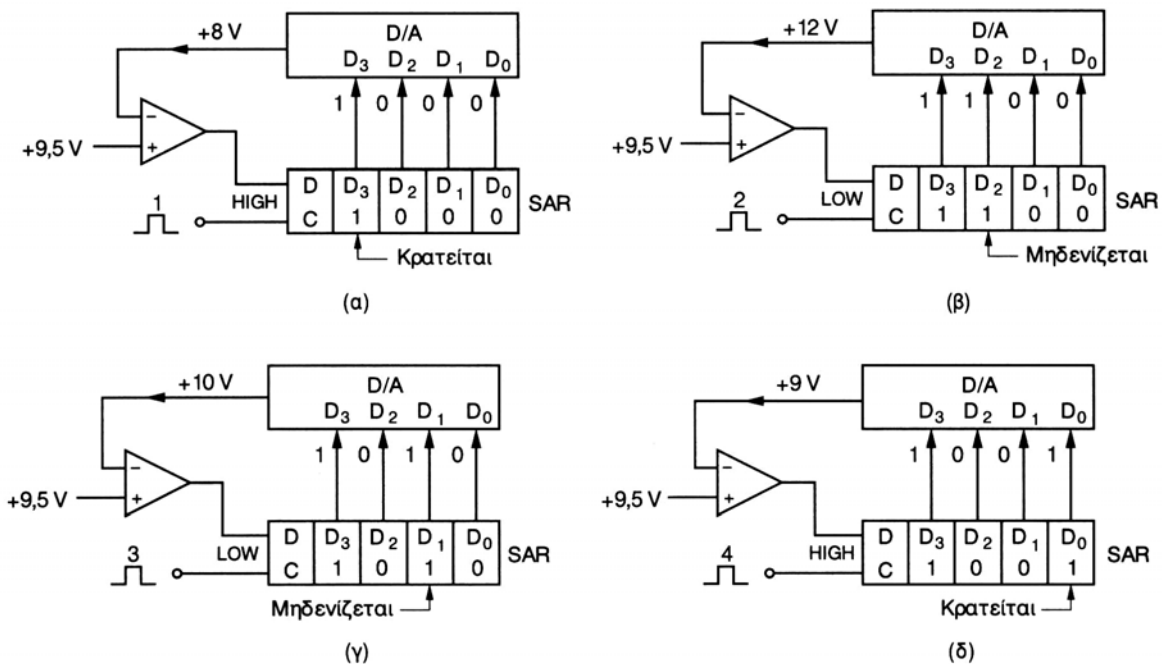 D/A
+8 V
D3 D2 D1 D0
1 0 0 0
− +
+9,5 V
D D3 D2 D1 D0
HIGH
SAR
1
C 1 0 0 0
Κρατείται
(α)
D/A
+12 V
D3 D2 D1 D0
1 1 0 0
− +
+9,5 V
D D3 D2 D1 D0
LOW
SAR
2
C 1 1 0 0
Μηδενίζεται
(β)
D/A
+10 V
D3 D2 D1 D0
1 0 1 0
− +
+9,5 V
D D3 D2 D1 D0
LOW
SAR
3
C 1 0 1 0
Μηδενίζεται
(γ)
D/A
+9 V
D3 D2 D1 D0
1 0 0 1
− +
+9,5 V
D D3 D2 D1 D0
HIGH
SAR
4
C 1 0 0 1
Κρατείται
(δ)